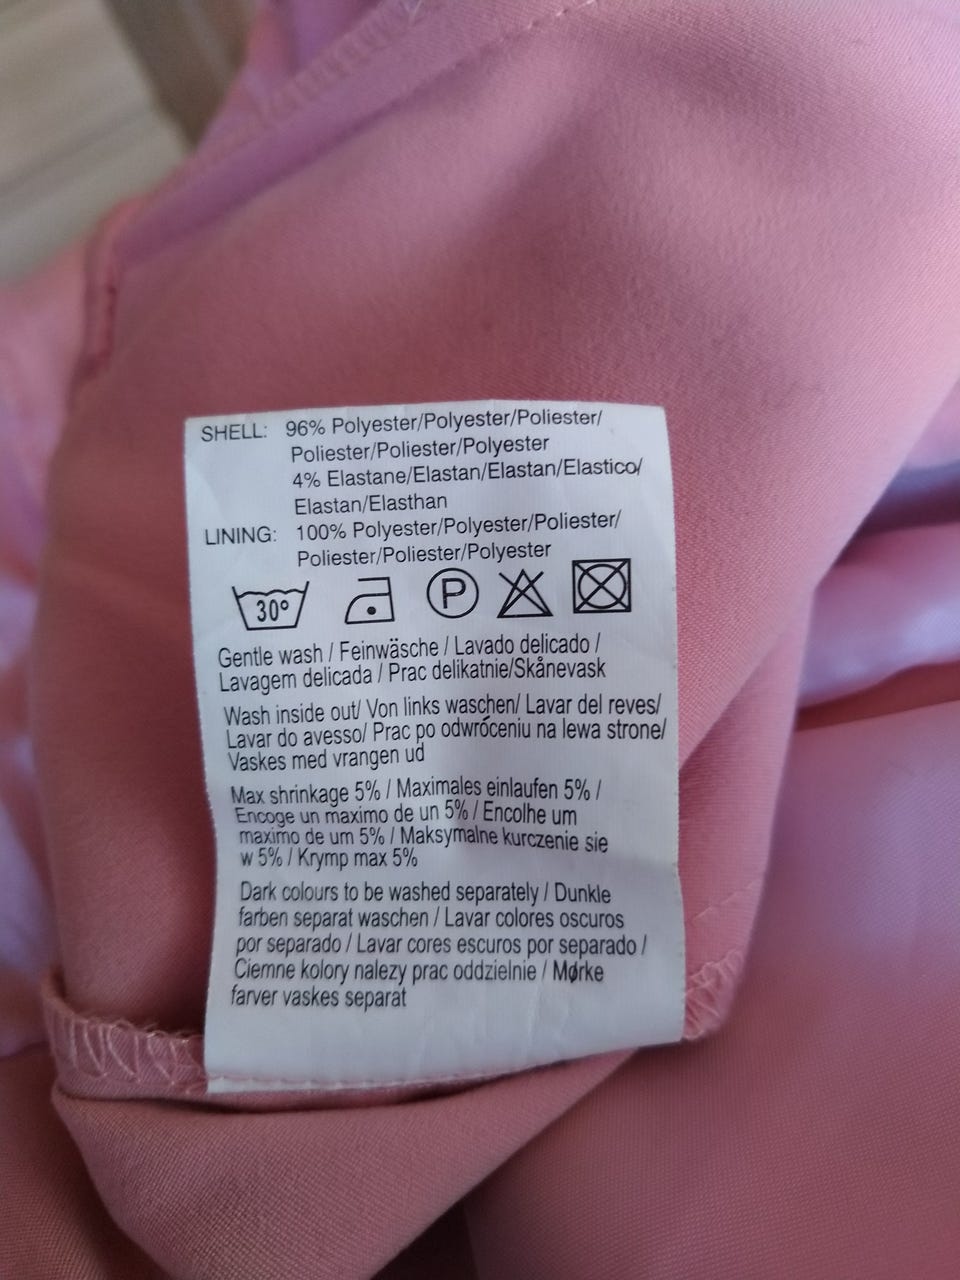 SHELL: 96% Polyester/Polyester/Poliester/
Poliester/Poliester/Polyester
4% Elastane/Elastan/Elastan/Elastico/
Elastan/Elasthan
LINING: 100% Polyester/Polyester/Poliester/
Poliester/Poliester/Polyester
30° P
Gentle wash / Feinwäsche / Lavado delicado /
Lavagem delicada / Prac delikatnie/Skånevask
Wash inside out/ Von links waschen/ Lavar del reves/
Lavar do avesso/ Prac po odwróceniu na lewa strone/
Vaskes med vrangen ud
Max shrinkage 5% / Maximales einlaufen 5% /
Encoge un maximo de un 5% / Encolhe um
maximo de um 5% / Maksymalne kurczenie sie
w 5% / Krymp max 5%
Dark colours to be washed separately / Dunkle
farben separat waschen / Lavar colores oscuros
por separado / Lavar cores escuros por separado /
Ciemne kolory nalezy prac oddzielnie / Mørke
farver vaskes separat